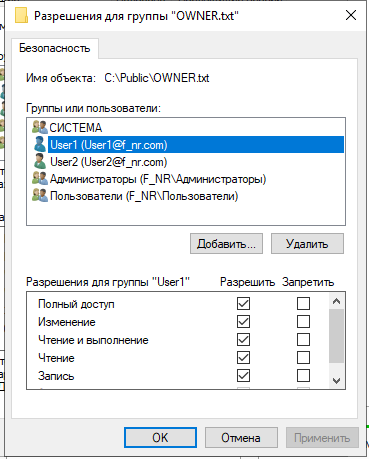 Разрешения для группы "OWNER.txt"
Безопасность
Имя объекта: C:\Public\OWNER.txt
Группы или пользователи:
СИСТЕМА
User1 (User1@f_nr.com)
User2 (User2@f_nr.com)
Администраторы (F_NR\Администраторы)
Пользователи (F_NR\Пользователи)
Добавить... Удалить
Разрешения для группы "User1" Разрешить Запретить
Полный доступ
Изменение
Чтение и выполнение
Чтение
Запись
OK Отмена Применить